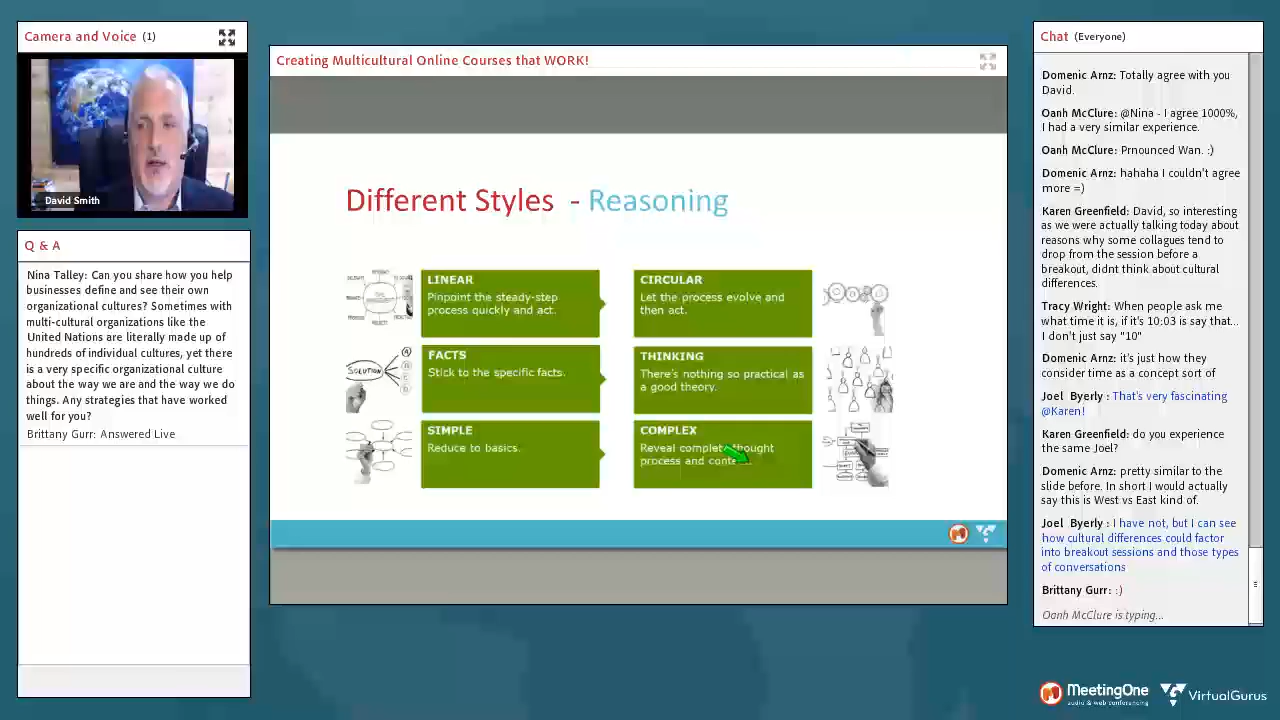 Camera and Voice (1)
David Smith
Q & A
Nina Talley: Can you share how you help
businesses define and see their own
organizational cultures? Sometimes with
multi-cultural organizations like the
United Nations are literally made up of
hundreds of individual cultures, yet there
is a very specific organizational culture
about the way we are and the way we do
things. Any strategies that have worked
well for you?
Brittany Gurr: Answered Live
Creating Multicultural Online Courses that WORK!
Different Styles - Reasoning
LINEAR
Pinpoint the steady-step
process quickly and act.
CIRCULAR
Let the process evolve and
then act.
SOLUTION
FACTS
Stick to the specific facts.
THINKING
There's nothing so practical as
a good theory.
SIMPLE
Reduce to basics.
COMPLEX
Reveal complete thought
process and
Chat (Everyone)
Domenic Arnz: Totally agree with you
David.
Oanh McClure: @Nina - I agree 1000%,
I had a very similar experience.
Oanh McClure: Prnounced Wan. :)
Domenic Arnz: hahaha I couldn't agree
more =)
Karen Greenfield: David, so interesting
as we were actually talking today about
reasons why some collagues tend to
drop from the session before a
breakout, didnt think about cultural
differences.
Tracy Wright: When people ask me
what time it is, if it's 10:03 is say that...
I don't just say "10"
Domenic Arnz: it's just how they
consider time as a concept sort of
Joel Byerly : That's very fascinating
@Karen!
Karen Greenfield: do you experience
the same Joel?
Domenic Arnz: pretty similar to the
slide before. In short I would actually
say this is West vs East kind of.
Joel Byerly : I have not, but I can see
how cultural differences could factor
into breakout sessions and those types
of conversations
Brittany Gurr: :)
Oanh McClure is typing...
MeetingOne
audio & web conferencing
VirtualGurus